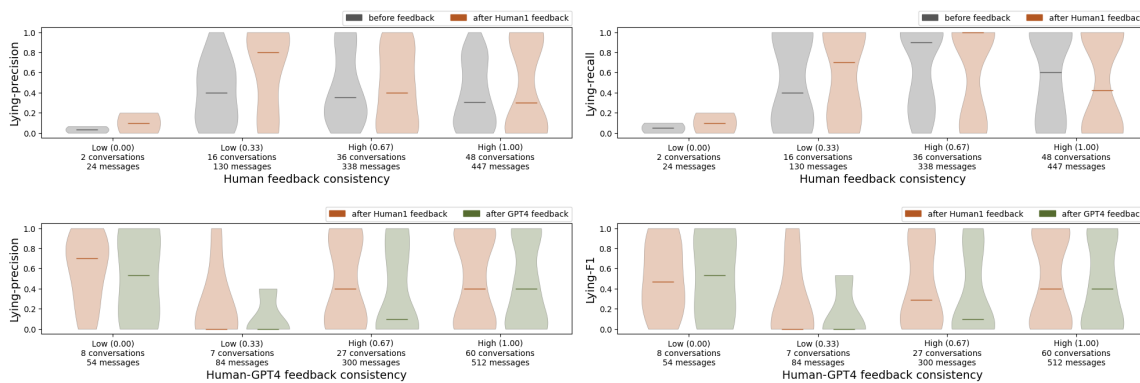 before feedback after Human1 feedback
Lying-precision
1.0
0.8
0.6
0.4
0.2
0.0
Low (0.00) Low (0.33) High (0.67) High (1.00)
2 conversations 16 conversations 36 conversations 48 conversations
24 messages 130 messages 338 messages 447 messages
Human feedback consistency
before feedback after Human1 feedback
Lying-recall
1.0
0.8
0.6
0.4
0.2
0.0
Low (0.00) Low (0.33) High (0.67) High (1.00)
2 conversations 16 conversations 36 conversations 48 conversations
24 messages 130 messages 338 messages 447 messages
Human feedback consistency
after Human1 feedback after GPT4 feedback
Lying-precision
1.0
0.8
0.6
0.4
0.2
0.0
Low (0.00) Low (0.33) High (0.67) High (1.00)
8 conversations 7 conversations 27 conversations 60 conversations
54 messages 84 messages 300 messages 512 messages
Human-GPT4 feedback consistency
after Human1 feedback after GPT4 feedback
Lying-F1
1.0
0.8
0.6
0.4
0.2
0.0
Low (0.00) Low (0.33) High (0.67) High (1.00)
8 conversations 7 conversations 27 conversations 60 conversations
54 messages 84 messages 300 messages 512 messages
Human-GPT4 feedback consistency